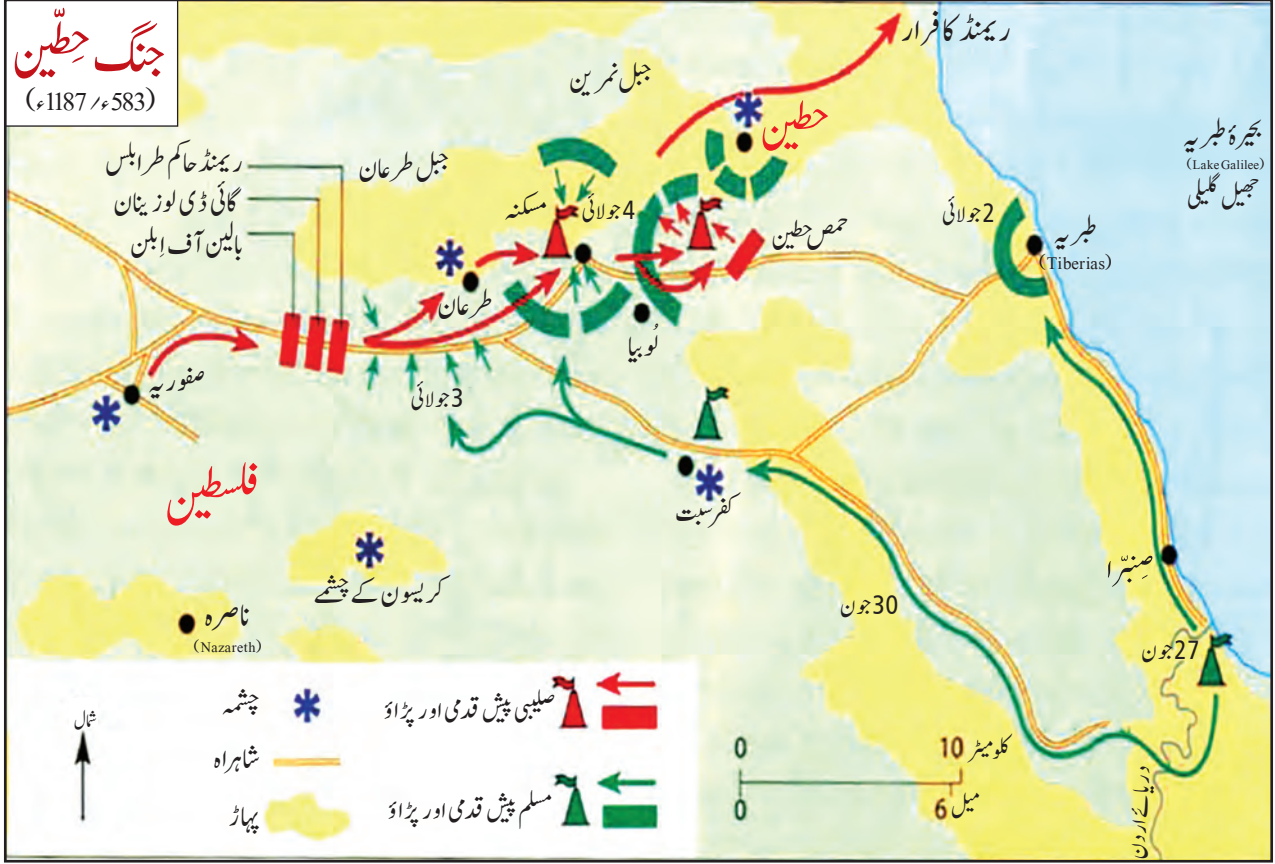 جنگ حِطّین
(583ء/1187ء)
ریمنڈ کا فرار
جبل نمرین
حطین
بحیرۂ طبریہ
(Lake Galilee)
جھیل گلیلی
ریمنڈ حاکم طرابلس
گائی ڈی لوزینان
بالین آف اِبلن
جبل طرعان
مسکنہ
4 جولائی
حمص حطین
2 جولائی
طبریہ
(Tiberias)
طرعان
لُوبیا
صفوریہ
3 جولائی
کفر سبت
فلسطین
کریسون کے چشمے
ناصرہ
(Nazareth)
30 جون
صِنبّرا
27 جون
دریائے اردن
شمال
چشمہ
شاہراہ
پہاڑ
صلیبی پیش قدمی اور پڑاؤ
مسلم پیش قدمی اور پڑاؤ
0 10 کلومیٹر
0 6 میل